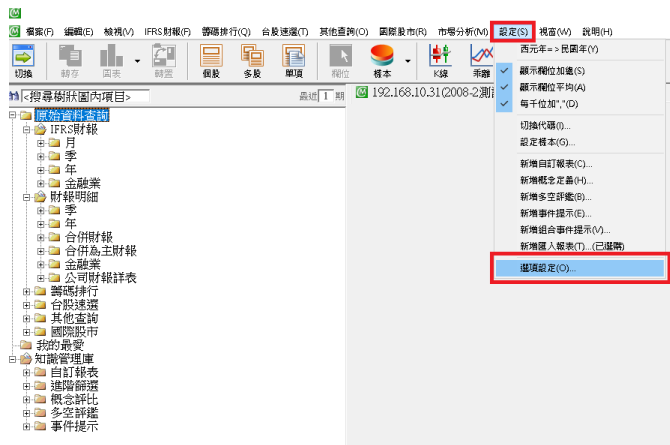 檔案(F) 編輯(E) 檢視(V) IFRS財報(F) 籌碼排行(Q) 台股速選(T) 其他查詢(O) 國際股市(R) 市場分析(M) 設定(S) 視窗(W) 說明(H)
切換 轉存 圖表 轉置 個股 多股 單項 欄位 樣本 K線 乖離
<搜尋樹狀圖內項目> 最近 1 期
192.168.10.31(2008-2測
原始資料查詢
IFRS財報
月
季
年
金融業
財報明細
季
年
合併財報
合併為主財報
金融業
公司財報詳表
籌碼排行
台股速選
其他查詢
國際股市
我的最愛
知識管理庫
自訂報表
進階篩選
概念評比
多空評鑑
事件提示
西元年=>民國年(Y)
顯示欄位加總(S)
顯示欄位平均(A)
每千位加","(D)
切換代碼(I)...
設定樣本(G)...
新增自訂報表(C)...
新增概念定義(H)...
新增多空評鑑(B)...
新增事件提示(E)...
新增組合事件提示(V)...
新增匯入報表(T)...(已選購)
選項設定(O)...